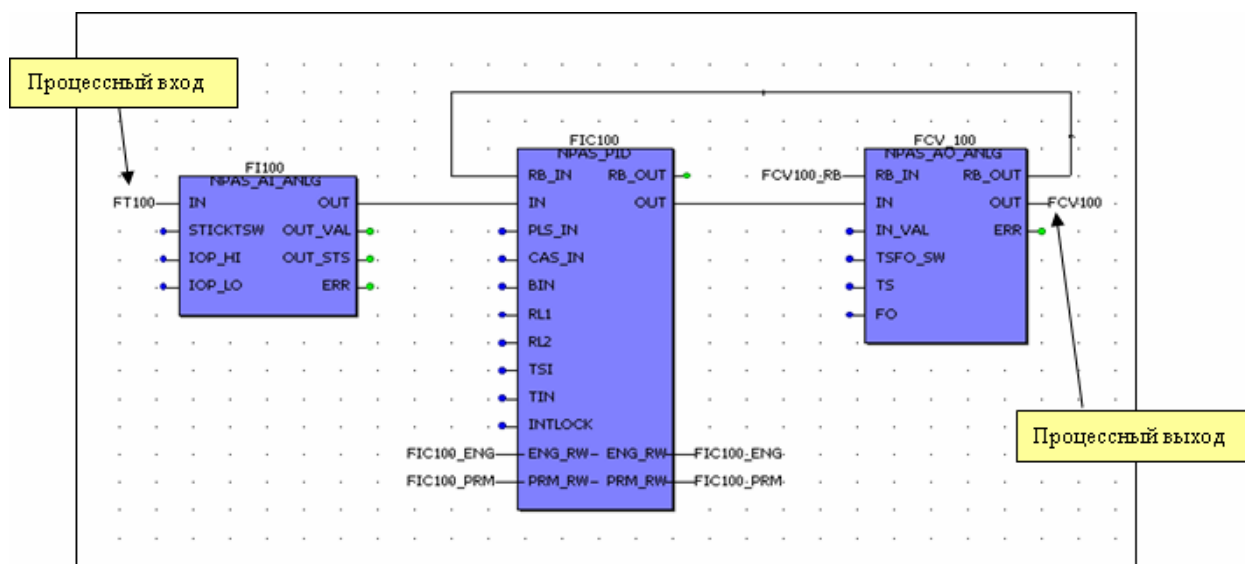 Процессный вход
FI100
NPAS_AI_ANLG
FT100
IN OUT
STICKTSW OUT_VAL
IOP_HI OUT_STS
IOP_LO ERR
FIC100
NPAS_PID
RB_IN RB_OUT
IN OUT
PLS_IN
CAS_IN
BIN
RL1
RL2
TSI
TIN
INTLOCK
FIC100_ENG ENG_RW ENG_RW FIC100_ENG
FIC100_PRM PRM_RW PRM_RW FIC100_PRM
FCV_100
NPAS_AO_ANLG
FCV100_RB RB_IN RB_OUT
IN OUT FCV100
IN_VAL ERR
TSFO_SW
TS
FO
Процессный выход